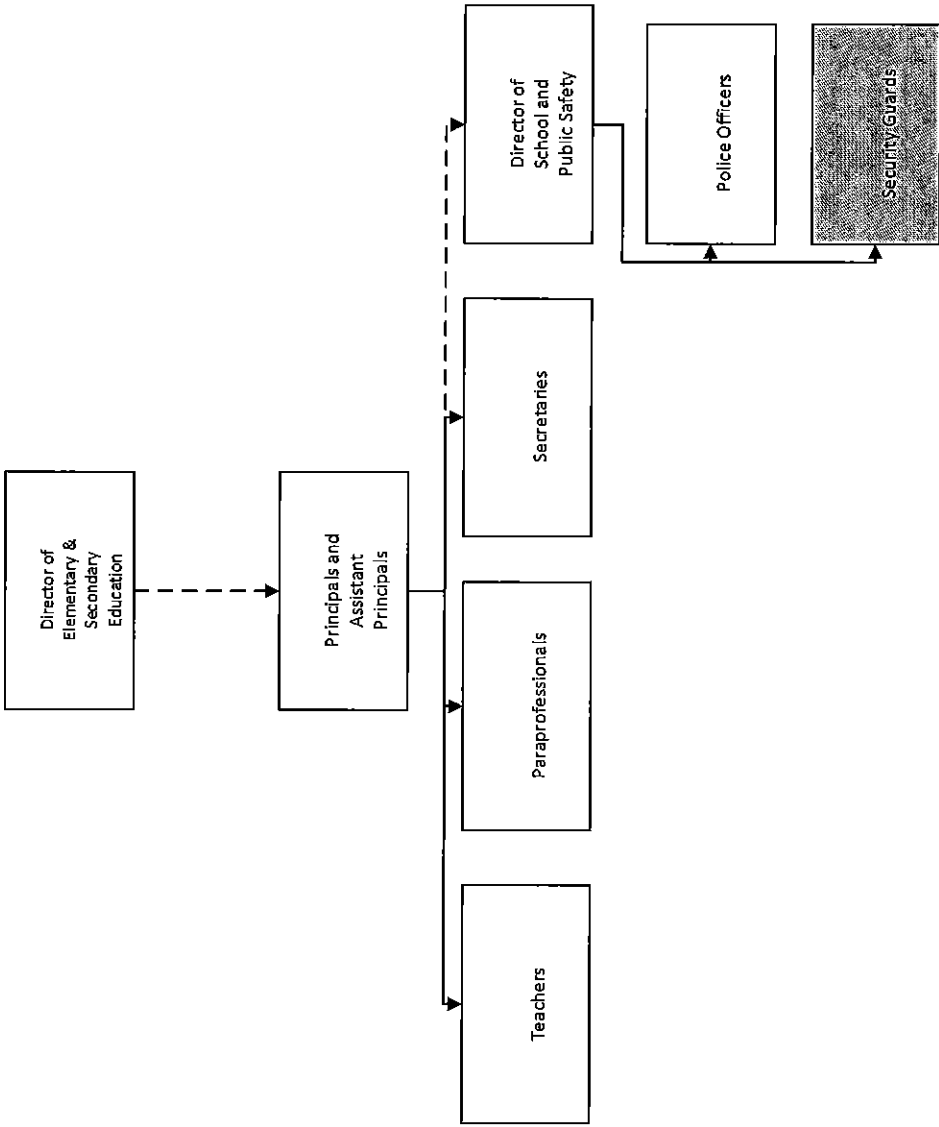 Director of
Elementary &
Secondary
Education
Principals and
Assistant
Principals
Teachers
Paraprofessionals
Secretaries
Director of
School and
Public Safety
Police Officers
Security Guards